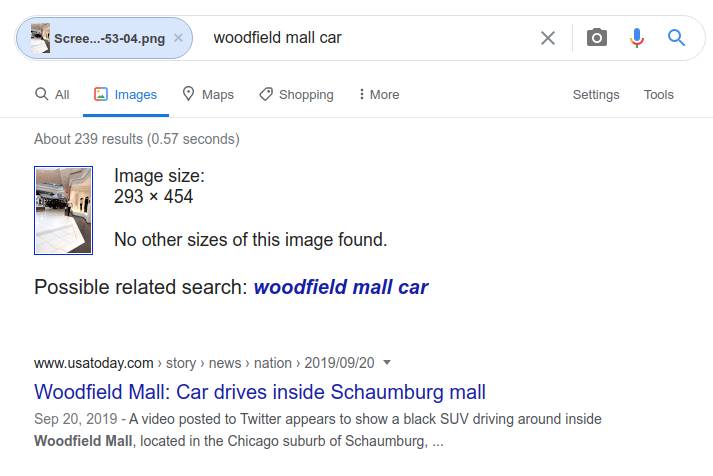 Scree...-53-04.png × woodfield mall car
All Images Maps Shopping More Settings Tools
About 239 results (0.57 seconds)
Image size:
293 × 454
No other sizes of this image found.
Possible related search: woodfield mall car
www.usatoday.com › story › news › nation › 2019/09/20
Woodfield Mall: Car drives inside Schaumburg mall
Sep 20, 2019 - A video posted to Twitter appears to show a black SUV driving around inside
Woodfield Mall, located in the Chicago suburb of Schaumburg, ...